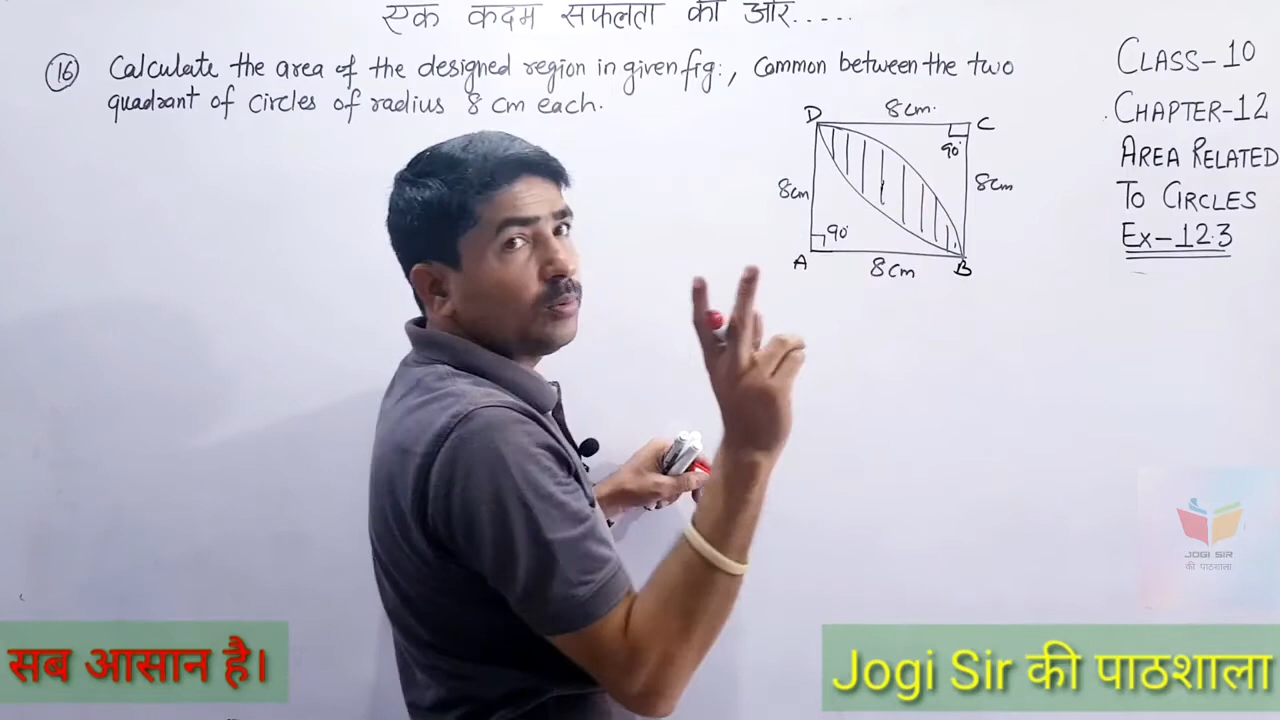 एक कदम सफलता की ओर.....
(16) Calculate the area of the designed region in given fig:, Common between the two
quadrant of circles of radius 8 cm each.
CLASS-10
CHAPTER-12
AREA RELATED
TO CIRCLES
Ex-12.3
D 8cm. C
90°
8cm 8cm
90°
A 8cm B
JOGI SIR
की पाठशाला
सब आसान है।
Jogi Sir की पाठशाला